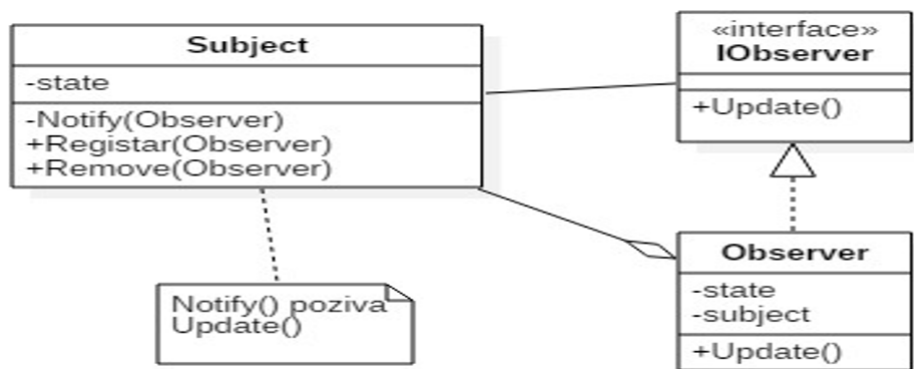 Subject
-state
-Notify(Observer)
+Registar(Observer)
+Remove(Observer)
«interface»
IObserver
+Update()
Notify() poziva
Update()
Observer
-state
-subject
+Update()